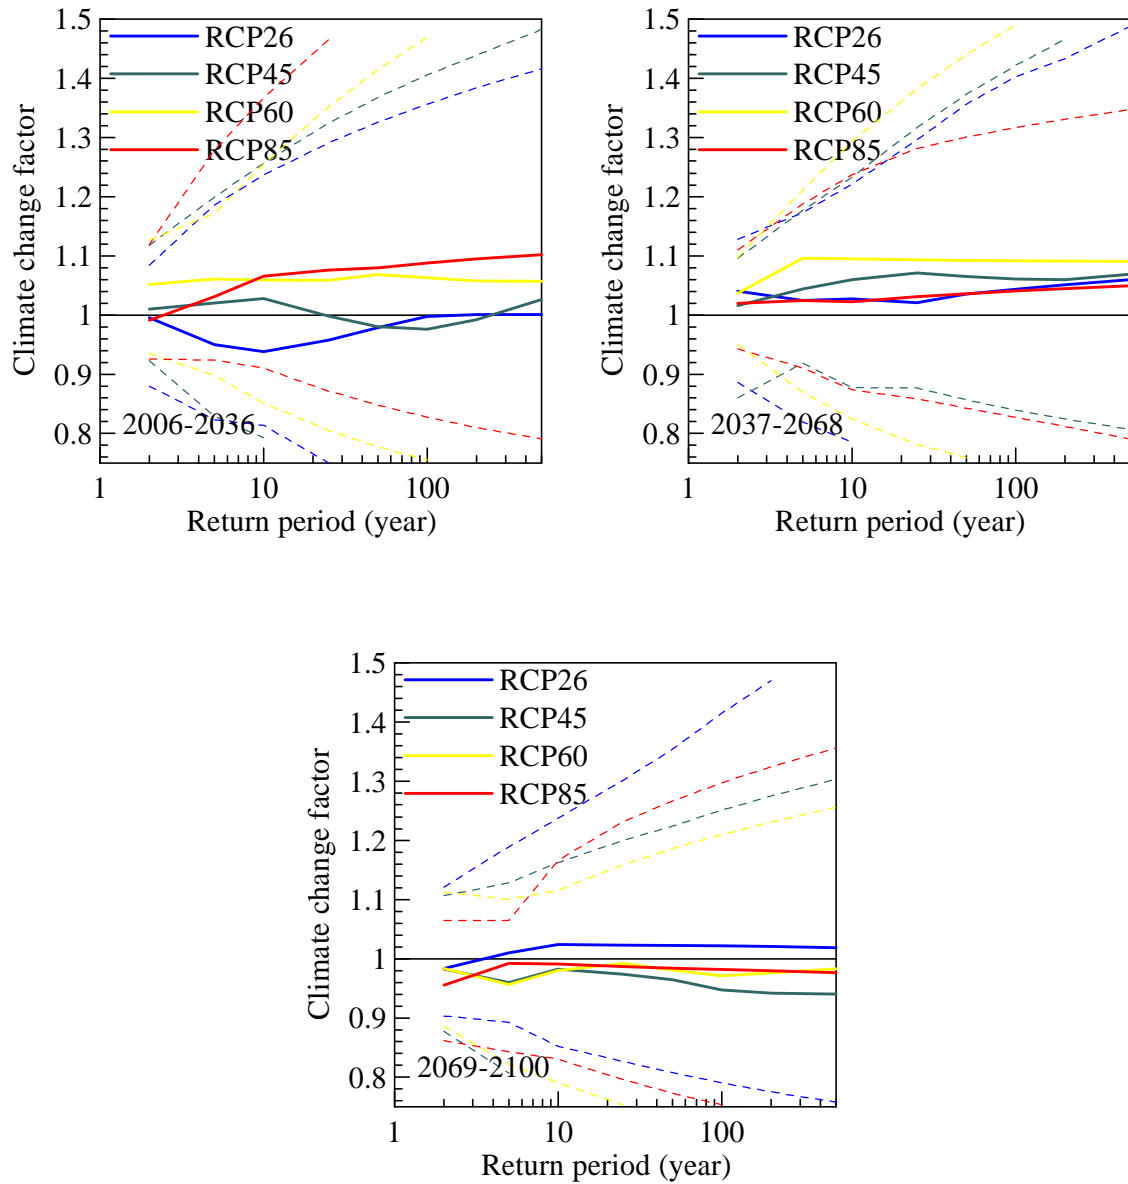 1.5
1.4
1.3
1.2
1.1
1
0.9
0.8
Climate change factor
RCP26
RCP45
RCP60
RCP85
2006-2036
1 10 100
Return period (year)
1.5
1.4
1.3
1.2
1.1
1
0.9
0.8
Climate change factor
RCP26
RCP45
RCP60
RCP85
2037-2068
1 10 100
Return period (year)
1.5
1.4
1.3
1.2
1.1
1
0.9
0.8
Climate change factor
RCP26
RCP45
RCP60
RCP85
2069-2100
1 10 100
Return period (year)